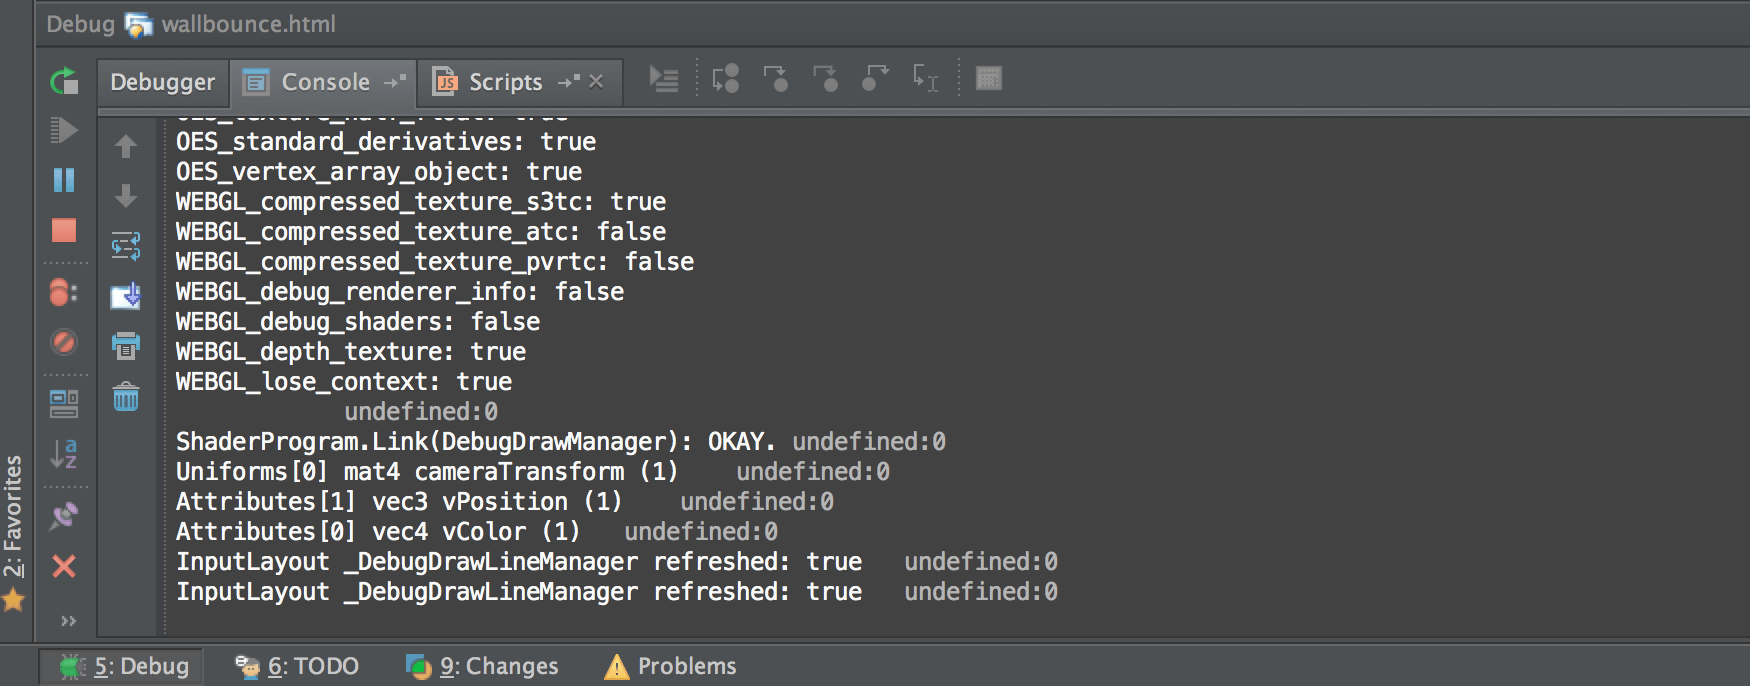 Debug wallbounce.html
Debugger Console Scripts
OES_texture_half_float: true
OES_standard_derivatives: true
OES_vertex_array_object: true
WEBGL_compressed_texture_s3tc: true
WEBGL_compressed_texture_atc: false
WEBGL_compressed_texture_pvrtc: false
WEBGL_debug_renderer_info: false
WEBGL_debug_shaders: false
WEBGL_depth_texture: true
WEBGL_lose_context: true
undefined:0
ShaderProgram.Link(DebugDrawManager): OKAY. undefined:0
Uniforms[0] mat4 cameraTransform (1) undefined:0
Attributes[1] vec3 vPosition (1) undefined:0
Attributes[0] vec4 vColor (1) undefined:0
InputLayout _DebugDrawLineManager refreshed: true undefined:0
InputLayout _DebugDrawLineManager refreshed: true undefined:0
2: Favorites
5: Debug 6: TODO 9: Changes Problems